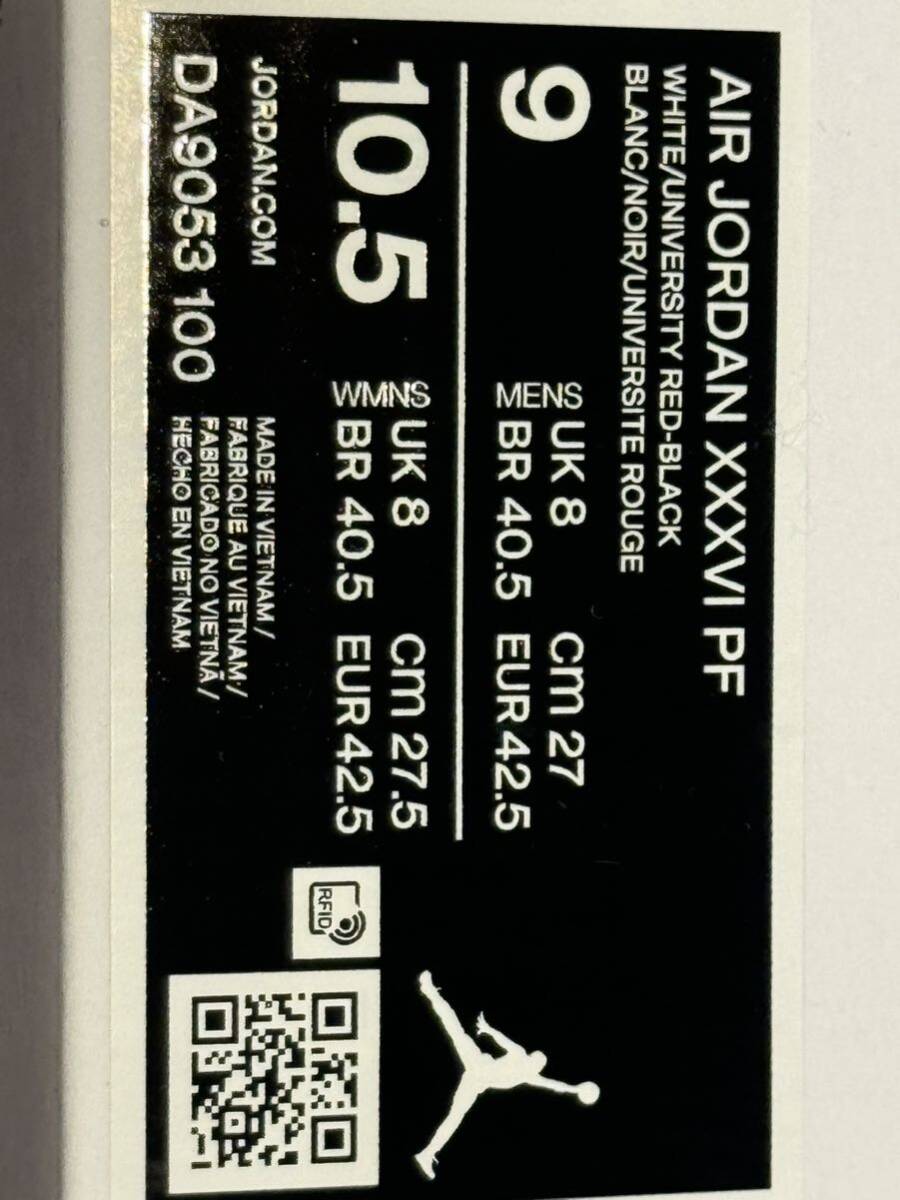 AIR JORDAN XXXVI PF
WHITE/UNIVERSITY RED-BLACK
BLANC/NOIR/UNIVERSITE ROUGE
9
MENS
UK 8 cm 27
BR 40.5 EUR 42.5
10.5
WMNS
UK 8 cm 27.5
BR 40.5 EUR 42.5
JORDAN.COM
DA9053 100
MADE IN VIETNAM /
FABRIQUE AU VIETNAM /
FABRICADO NO VIETNÃ /
HECHO EN VIETNAM
RFID